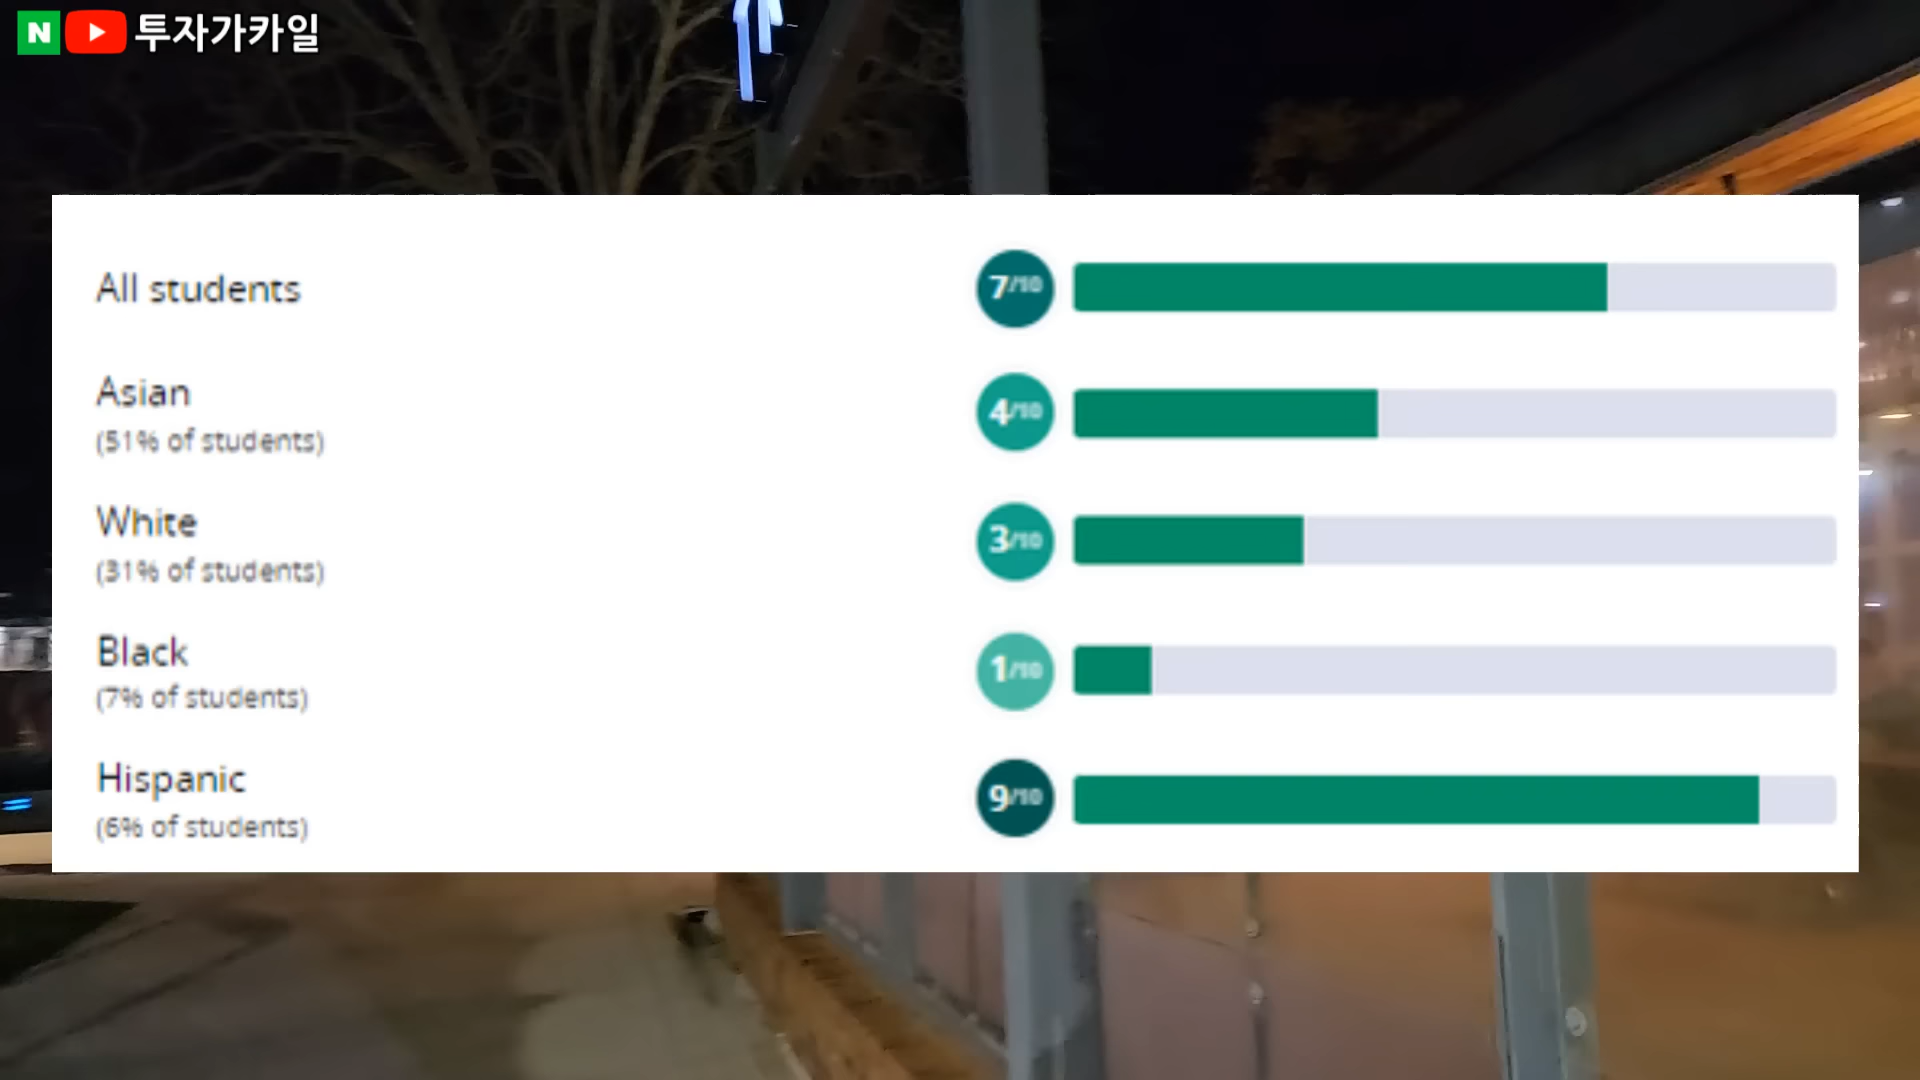 N 투자가카일
All students 7/10
Asian 4/10
(51% of students)
White 3/10
(31% of students)
Black 1/10
(7% of students)
Hispanic 9/10
(6% of students)